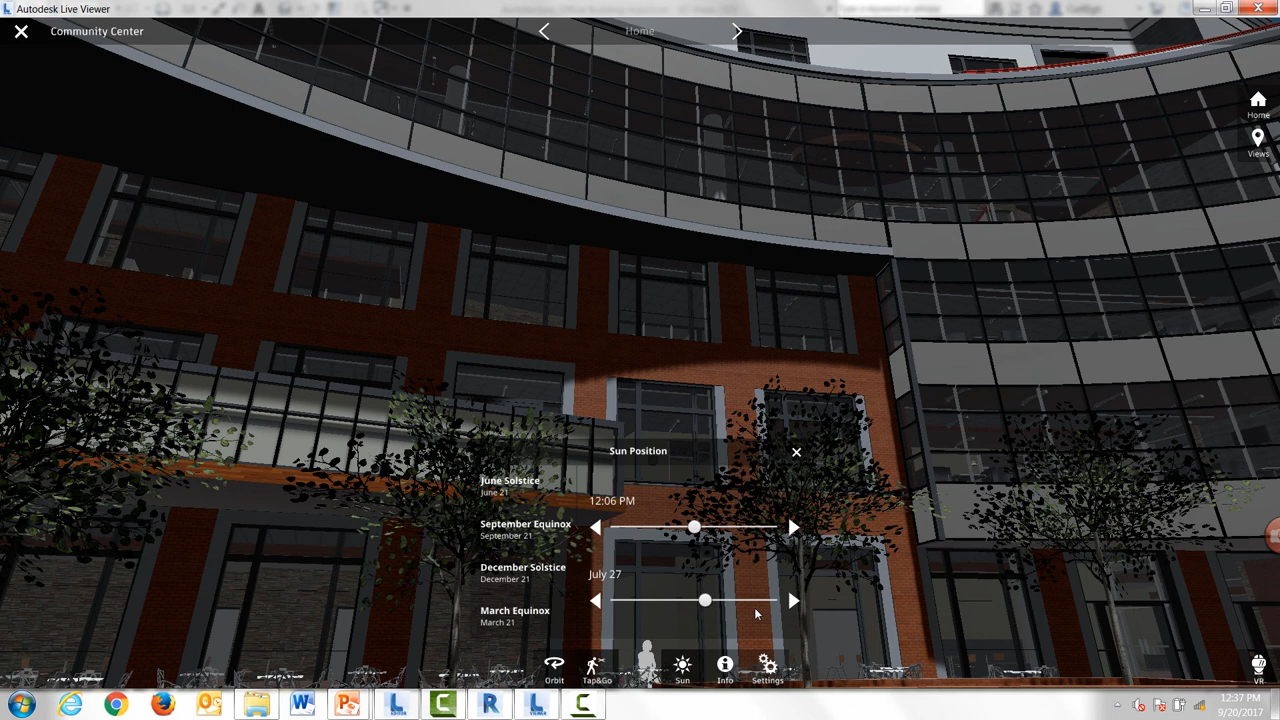 Autodesk Live Viewer
Community Center
Home
Home
Views
Sun Position
June Solstice
June 21
12:06 PM
September Equinox
September 21
December Solstice
December 21
July 27
March Equinox
March 21
Orbit
Tap&Go
Sun
Info
Settings
VR
12:37 PM
9/20/2017